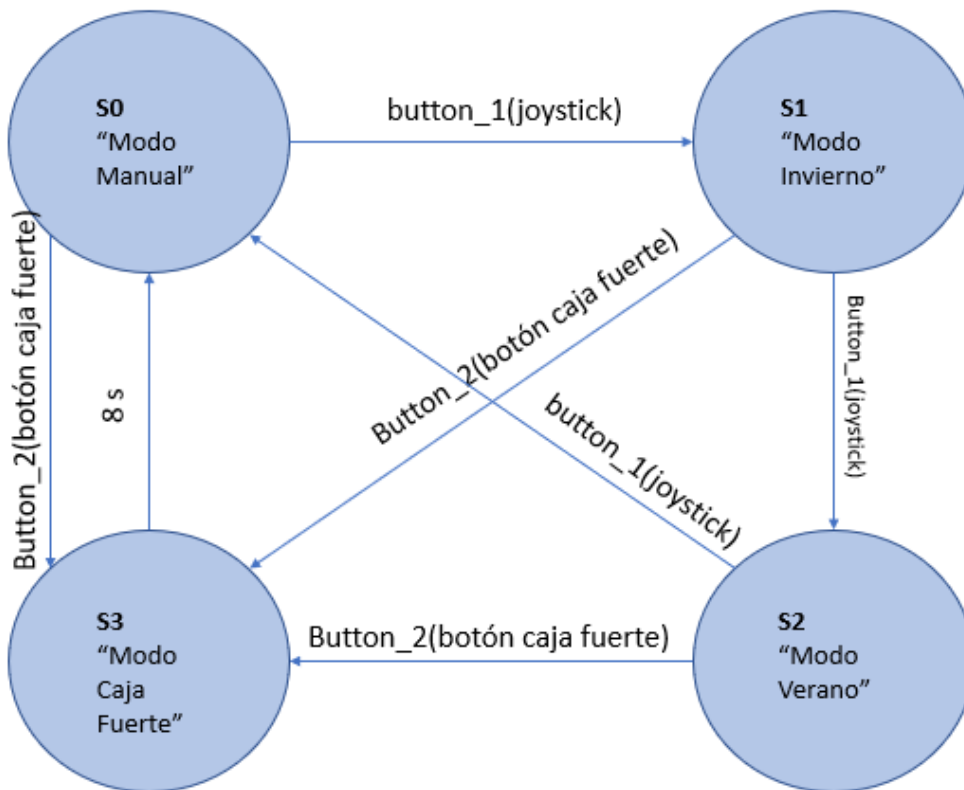 S0
“Modo
Manual”
button_1(joystick)
S1
“Modo
Invierno”
Button_2(botón caja fuerte)
8 s
Button_2(botón caja fuerte)
button_1(joystick)
Button_1(joystick)
S3
“Modo
Caja
Fuerte”
Button_2(botón caja fuerte)
S2
“Modo
Verano”